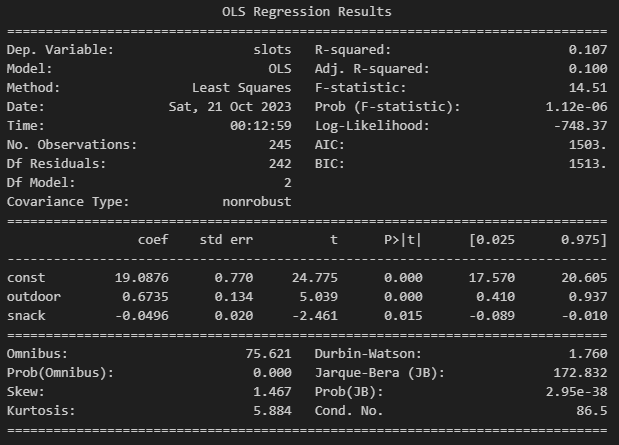 OLS Regression Results
==============================================================================
Dep. Variable:                  slots   R-squared:                       0.107
Model:                            OLS   Adj. R-squared:                  0.100
Method:                 Least Squares   F-statistic:                     14.51
Date:                Sat, 21 Oct 2023   Prob (F-statistic):           1.12e-06
Time:                        00:12:59   Log-Likelihood:                -748.37
No. Observations:                 245   AIC:                             1503.
Df Residuals:                     242   BIC:                             1513.
Df Model:                           2
Covariance Type:            nonrobust
==============================================================================
                 coef    std err          t      P>|t|      [0.025      0.975]
------------------------------------------------------------------------------
const         19.0876      0.770     24.775      0.000      17.570      20.605
outdoor        0.6735      0.134      5.039      0.000       0.410       0.937
snack         -0.0496      0.020     -2.461      0.015      -0.089      -0.010
==============================================================================
Omnibus:                       75.621   Durbin-Watson:                   1.760
Prob(Omnibus):                  0.000   Jarque-Bera (JB):              172.832
Skew:                           1.467   Prob(JB):                     2.95e-38
Kurtosis:                       5.884   Cond. No.                         86.5
==============================================================================